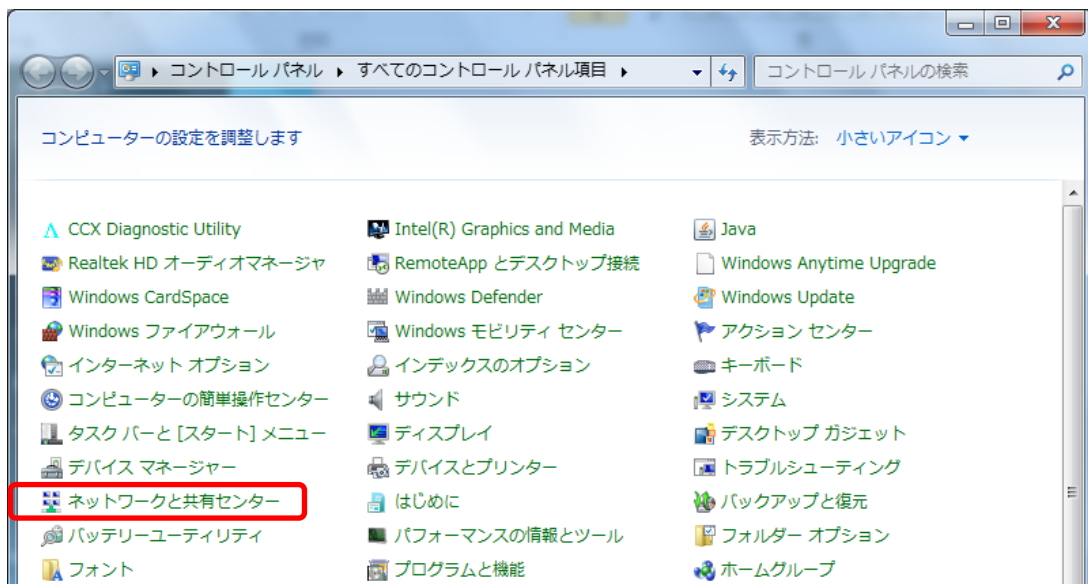 コントロール パネル ▸ すべてのコントロール パネル項目 ▸
コントロール パネルの検索
コンピューターの設定を調整します
表示方法: 小さいアイコン
CCX Diagnostic Utility
Intel(R) Graphics and Media
Java
Realtek HD オーディオマネージャ
RemoteApp とデスクトップ接続
Windows Anytime Upgrade
Windows CardSpace
Windows Defender
Windows Update
Windows ファイアウォール
Windows モビリティ センター
アクション センター
インターネット オプション
インデックスのオプション
キーボード
コンピューターの簡単操作センター
サウンド
システム
タスク バーと [スタート] メニュー
ディスプレイ
デスクトップ ガジェット
デバイス マネージャー
デバイスとプリンター
トラブルシューティング
ネットワークと共有センター
はじめに
バックアップと復元
バッテリーユーティリティ
パフォーマンスの情報とツール
フォルダー オプション
フォント
プログラムと機能
ホームグループ